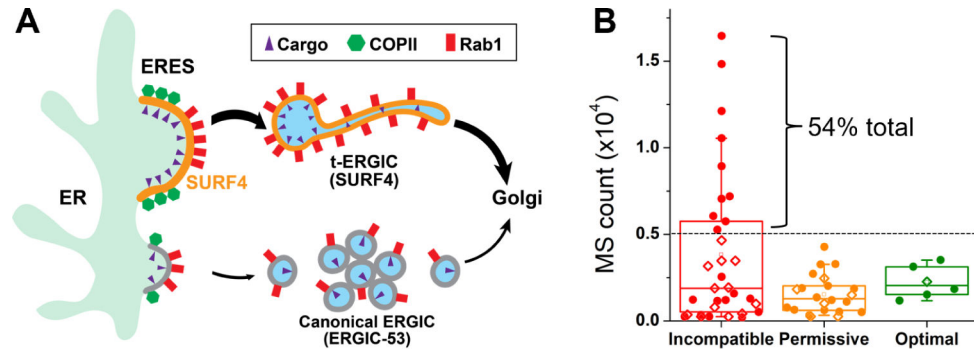 A
Cargo COPII Rab1
ERES
SURF4
ER
t-ERGIC
(SURF4)
Golgi
Canonical ERGIC
(ERGIC-53)
B
MS count (x10⁴)
1.5
1.0
0.5
0.0
54% total
Incompatible Permissive Optimal